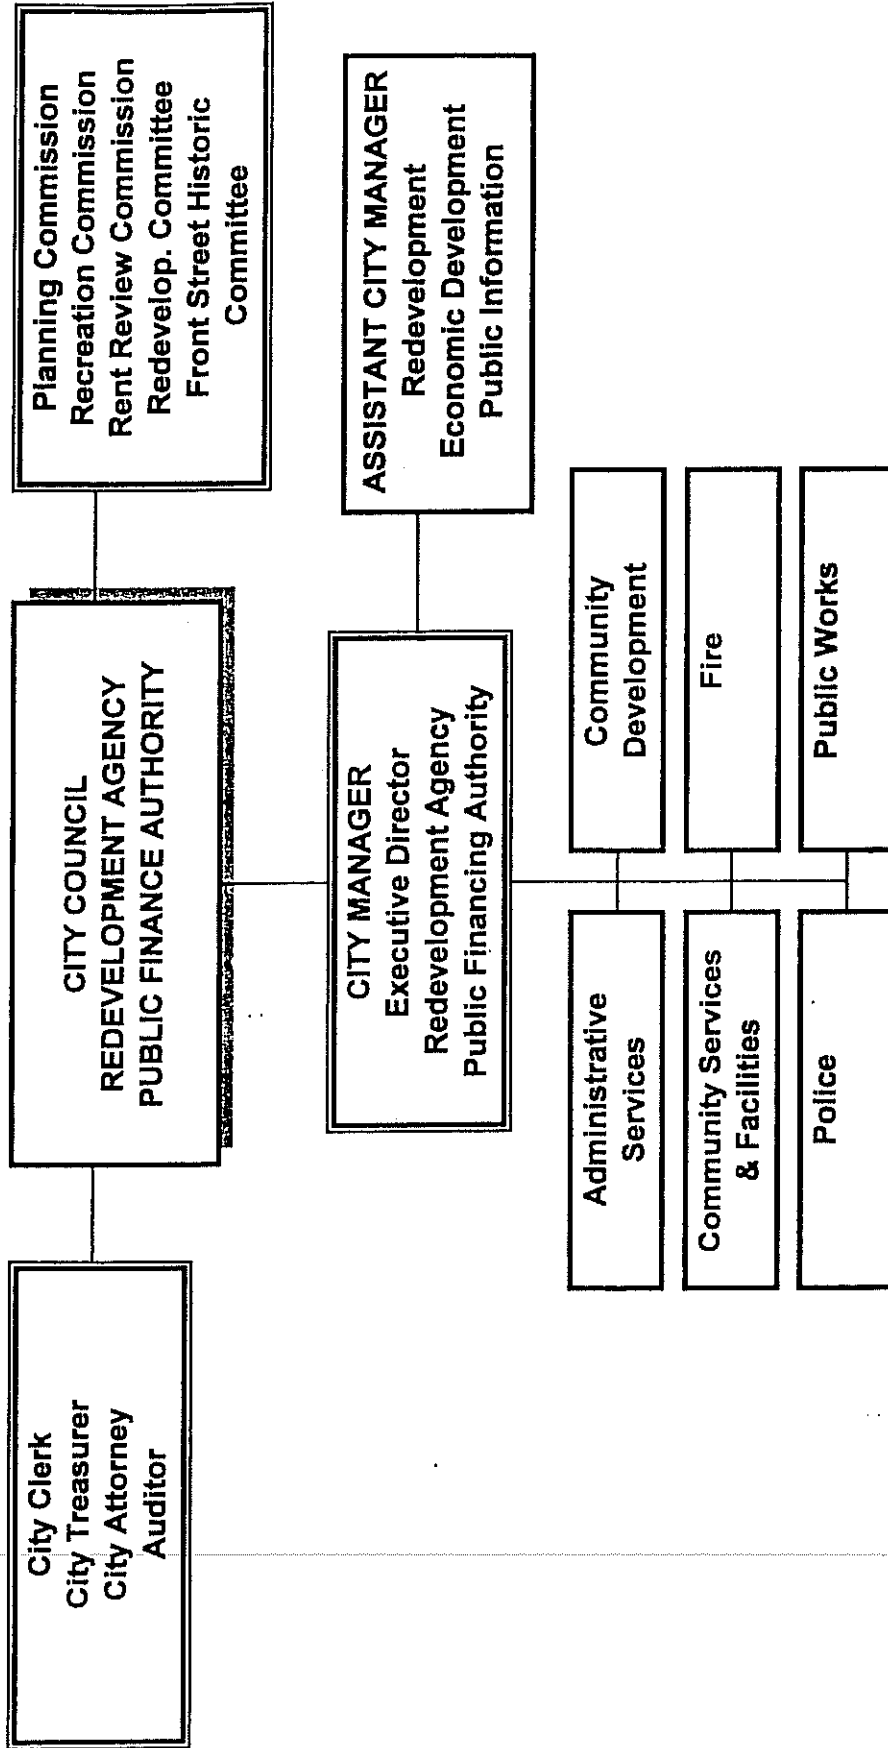 City Clerk
City Treasurer
City Attorney
Auditor
CITY COUNCIL
REDEVELOPMENT AGENCY
PUBLIC FINANCE AUTHORITY
Planning Commission
Recreation Commission
Rent Review Commission
Redevelop. Committee
Front Street Historic
Committee
CITY MANAGER
Executive Director
Redevelopment Agency
Public Financing Authority
ASSISTANT CITY MANAGER
Redevelopment
Economic Development
Public Information
Administrative
Services
Community
Development
Community Services
& Facilities
Fire
Police
Public Works